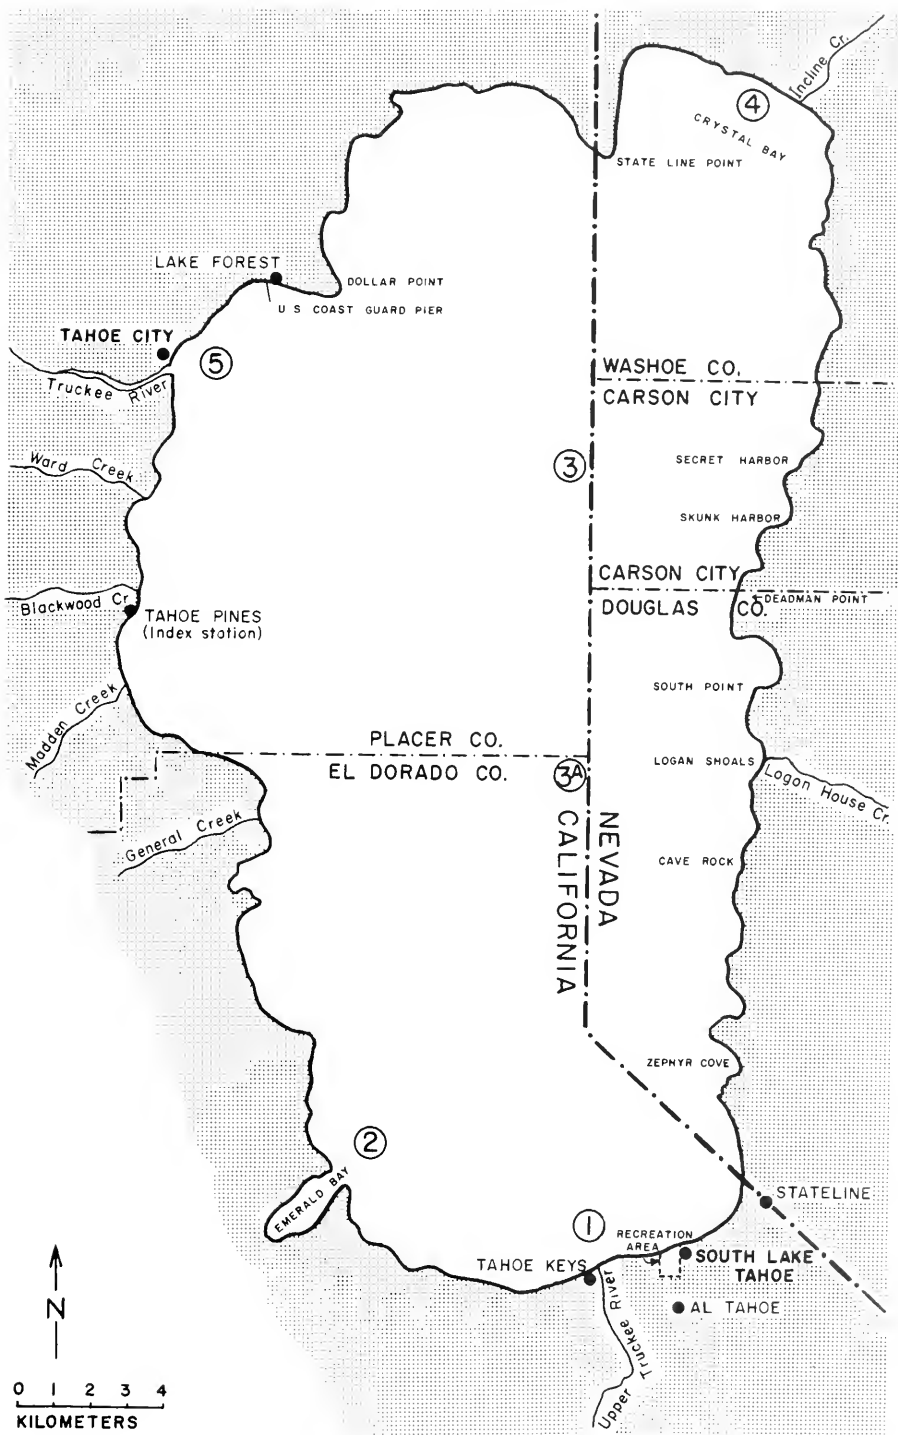 Incline Cr.
4
CRYSTAL BAY
STATE LINE POINT
LAKE FOREST
DOLLAR POINT
U S COAST GUARD PIER
TAHOE CITY
5
Truckee River
WASHOE CO.
CARSON CITY
Ward Creek
3
SECRET HARBOR
SKUNK HARBOR
CARSON CITY
DOUGLAS CO.
DEADMAN POINT
Blackwood Cr.
TAHOE PINES
(Index station)
SOUTH POINT
Madden Creek
PLACER CO.
EL DORADO CO.
3A
LOGAN SHOALS
Logan House Cr.
General Creek
NEVADA
CALIFORNIA
CAVE ROCK
ZEPHYR COVE
2
EMERALD BAY
STATELINE
1
RECREATION
AREA
TAHOE KEYS
SOUTH LAKE
TAHOE
AL TAHOE
Upper Truckee River
N
0 1 2 3 4
KILOMETERS